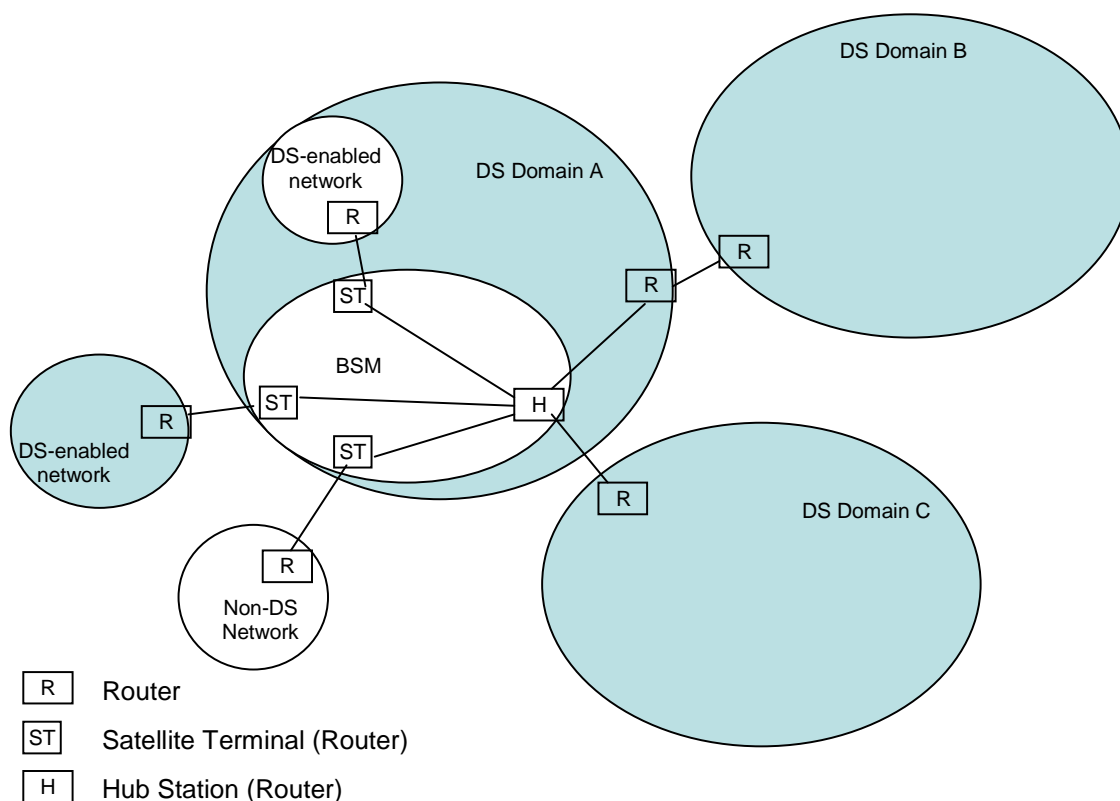 DS Domain B
DS-enabled
network
DS Domain A
R
R
R
ST
BSM
ST
H
R
DS-enabled
network
ST
R
DS Domain C
R
Non-DS
Network
R Router
ST Satellite Terminal (Router)
H Hub Station (Router)